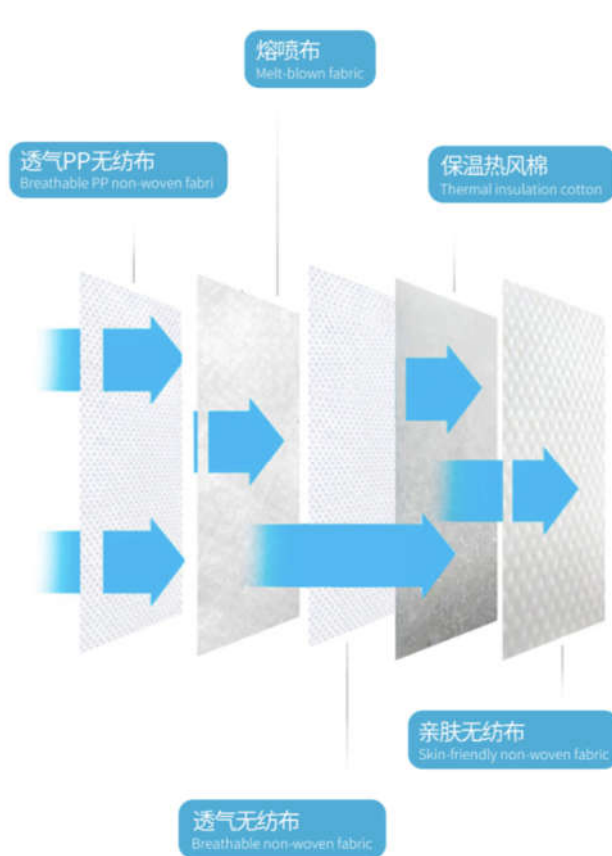 熔喷布
Melt-blown fabric
透气PP无纺布
Breathable PP non-woven fabri
保温热风棉
Thermal insulation cotton
亲肤无纺布
Skin-friendly non-woven fabric
透气无纺布
Breathable non-woven fabric